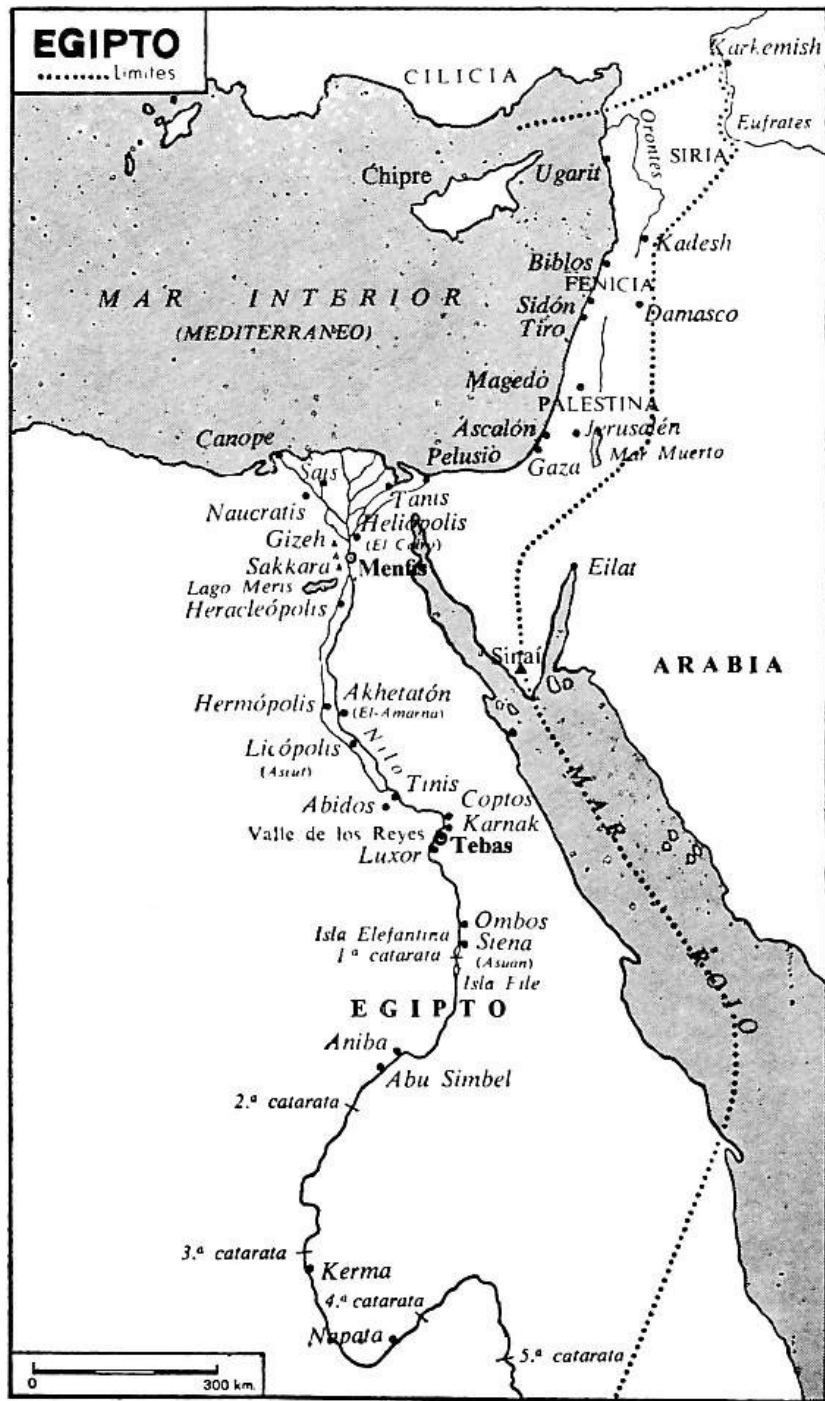 EGIPTO
Limites
CILICIA
Karkemish
Eufrates
Orontes
SIRIA
Chipre
Ugarit
Kadesh
Biblos
FENICIA
MAR INTERIOR
(MEDITERRANEO)
Sidón
Damasco
Tiro
Magedo
PALESTINA
Ascalón
Jerusalén
Canope
Gaza
Mar Muerto
Pelusio
Sais
Tanis
Naucratis
Heliópolis
(El Cairo)
Gizeh
Sakkara
Menfis
Eilat
Lago Meris
Heracleópolis
Sinaí
ARABIA
Hermópolis
Akhetatón
(El-Amarna)
Nilo
Licópolis
(Asiut)
Tinis
Abidos
Coptos
Karnak
Valle de los Reyes
Tebas
Luxor
MAR ROJO
Ombos
Isla Elefantina
Siena
1.ª catarata
(Asuan)
Isla File
EGIPTO
Aniba
Abu Simbel
2.ª catarata
3.ª catarata
Kerma
4.ª catarata
Napata
5.ª catarata
0 300 km.